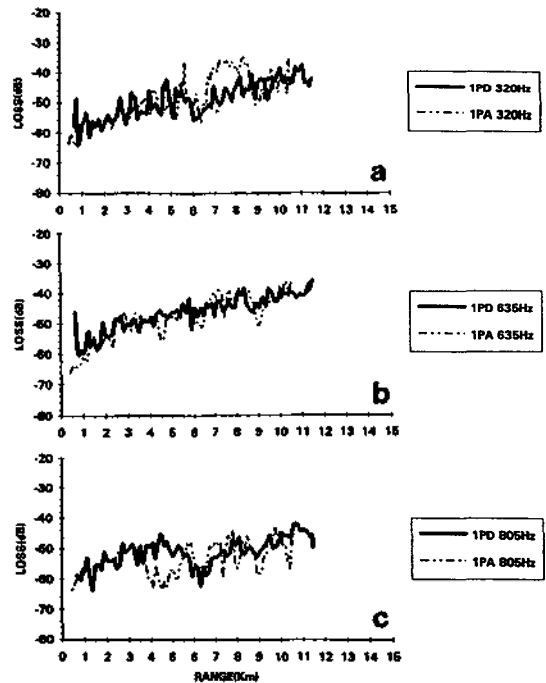 -20
-30
-40
-50
-60
-70
-80
LOSS(dB)
0 1 2 3 4 5 6 7 8 9 10 11 12 13 14 15
a
1PD 320Hz
1PA 320Hz
-20
-30
-40
-50
-60
-70
-80
LOSS(dB)
0 1 2 3 4 5 6 7 8 9 10 11 12 13 14 15
b
1PD 635Hz
1PA 635Hz
-20
-30
-40
-50
-60
-70
-80
LOSS(dB)
0 1 2 3 4 5 6 7 8 9 10 11 12 13 14 15
RANGE(Km)
c
1PD 805Hz
1PA 805Hz